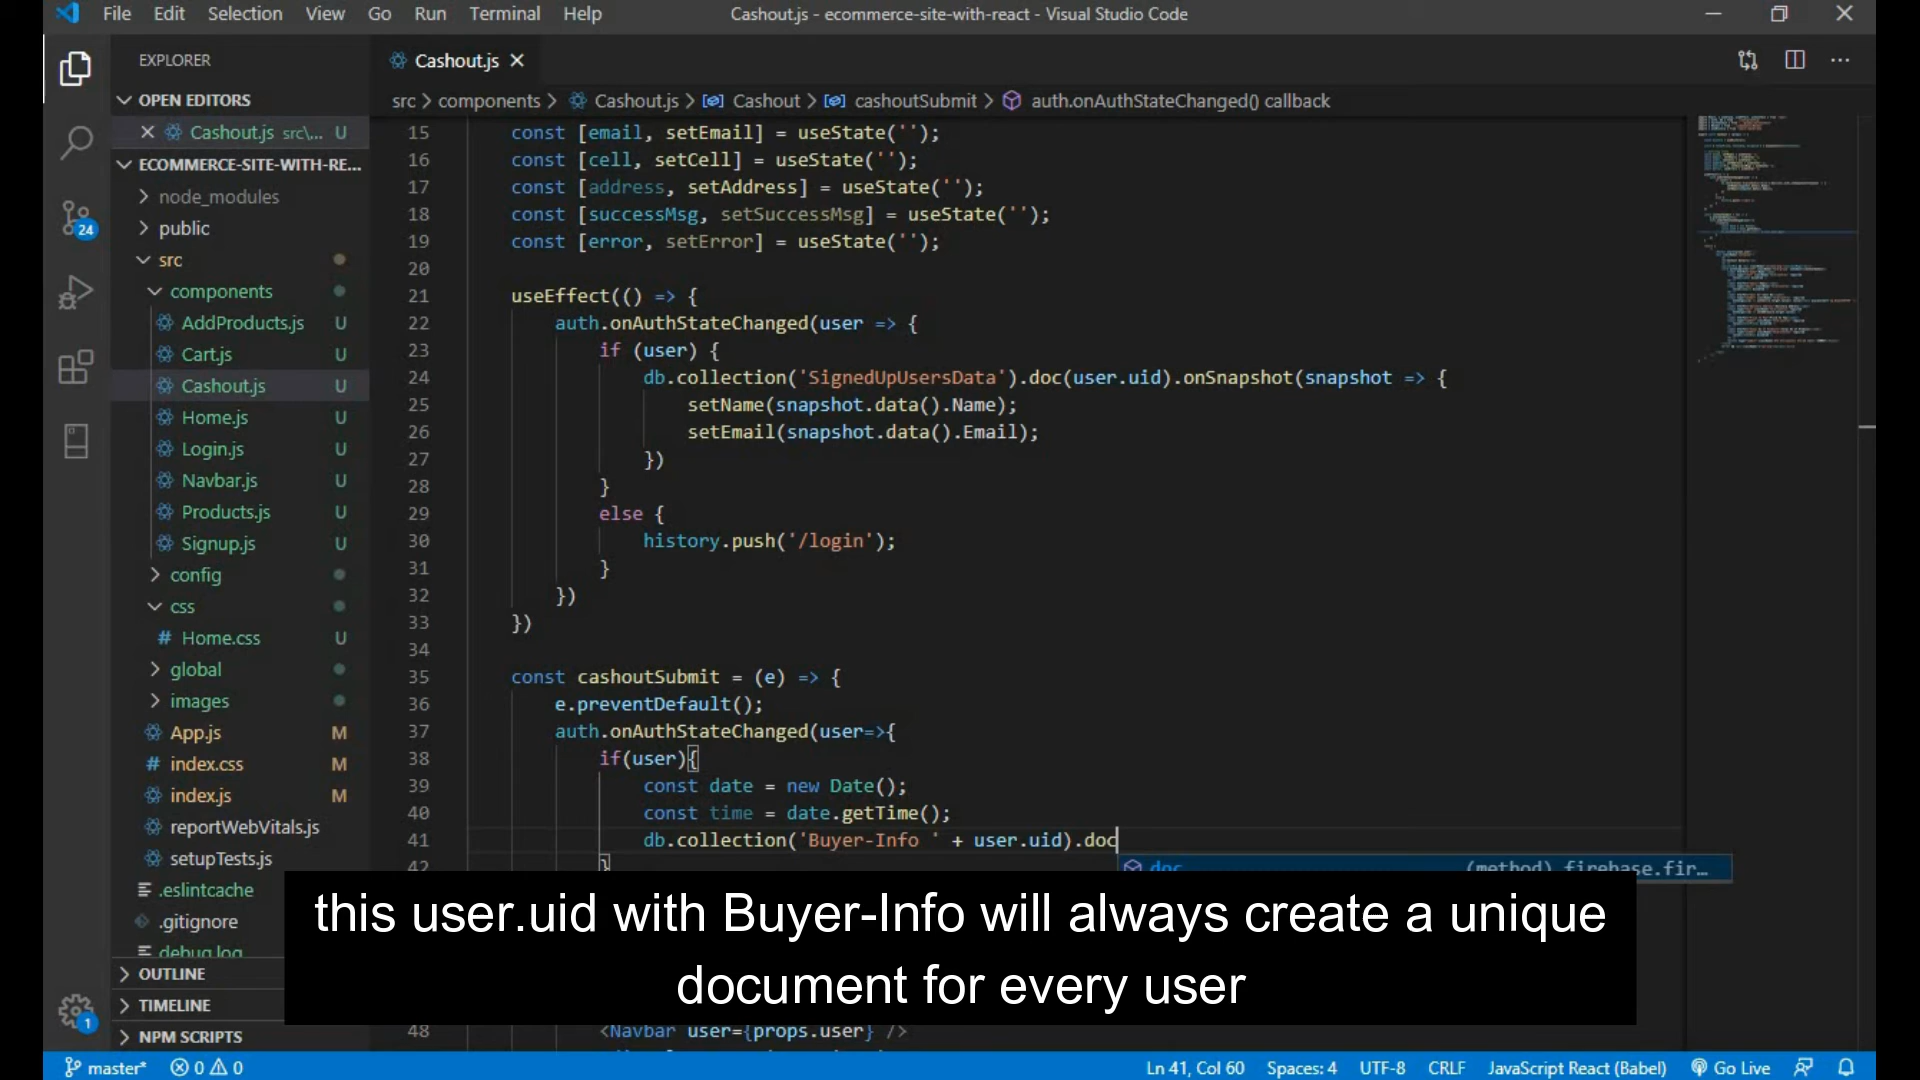 File Edit Selection View Go Run Terminal Help Cashout.js - ecommerce-site-with-react - Visual Studio Code
EXPLORER
Cashout.js
OPEN EDITORS
src > components > Cashout.js > Cashout > cashoutSubmit > auth.onAuthStateChanged() callback
Cashout.js src\... U
ECOMMERCE-SITE-WITH-RE...
node_modules
public
src
components
AddProducts.js U
Cart.js U
Cashout.js U
Home.js U
Login.js U
Navbar.js U
Products.js U
Signup.js U
config
css
# Home.css U
global
images
App.js M
# index.css M
index.js M
reportWebVitals.js
setupTests.js
.eslintcache
.gitignore
debug.log
OUTLINE
TIMELINE
NPM SCRIPTS
24
1
15 const [email, setEmail] = useState('');
16 const [cell, setCell] = useState('');
17 const [address, setAddress] = useState('');
18 const [successMsg, setSuccessMsg] = useState('');
19 const [error, setError] = useState('');
20
21 useEffect(() => {
22 auth.onAuthStateChanged(user => {
23 if (user) {
24 db.collection('SignedUpUsersData').doc(user.uid).onSnapshot(snapshot => {
25 setName(snapshot.data().Name);
26 setEmail(snapshot.data().Email);
27 })
28 }
29 else {
30 history.push('/login');
31 }
32 })
33 })
34
35 const cashoutSubmit = (e) => {
36 e.preventDefault();
37 auth.onAuthStateChanged(user=>{
38 if(user){
39 const date = new Date();
40 const time = date.getTime();
41 db.collection('Buyer-Info ' + user.uid).doc
42 }
doc (method) firebase.fir...
this user.uid with Buyer-Info will always create a unique
document for every user
48 <Navbar user={props.user} />
master* 0 0 Ln 41, Col 60 Spaces: 4 UTF-8 CRLF JavaScript React (Babel) Go Live